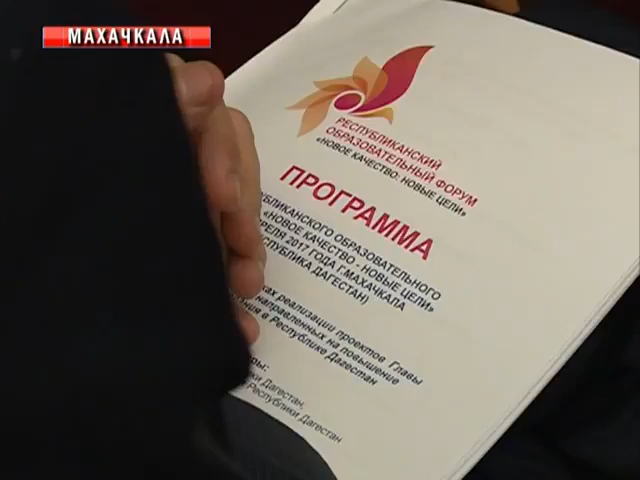 МАХАЧКАЛА
РЕСПУБЛИКАНСКИЙ
ОБРАЗОВАТЕЛЬНЫЙ ФОРУМ
«НОВОЕ КАЧЕСТВО: НОВЫЕ ЦЕЛИ»
ПРОГРАММА
ОБРАЗОВАТЕЛЬНОГО
«НОВОЕ КАЧЕСТВО - НОВЫЕ ЦЕЛИ»
2017 ГОДА Г.МАХАЧКАЛА
ДАГЕСТАН)
реализации проектов Главы
направленных на повышение
в Республике Дагестан
Дагестан,
Республики Дагестан